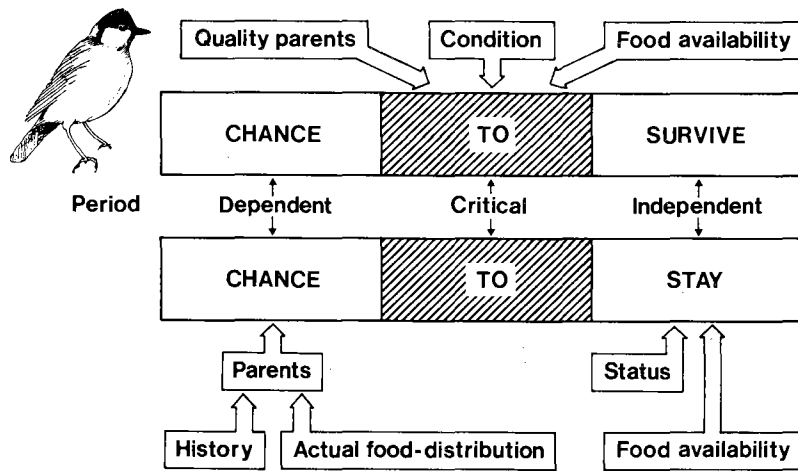 Quality parents
Condition
Food availability
CHANCE TO SURVIVE
Period Dependent Critical Independent
CHANCE TO STAY
Parents
Status
History
Actual food-distribution
Food availability